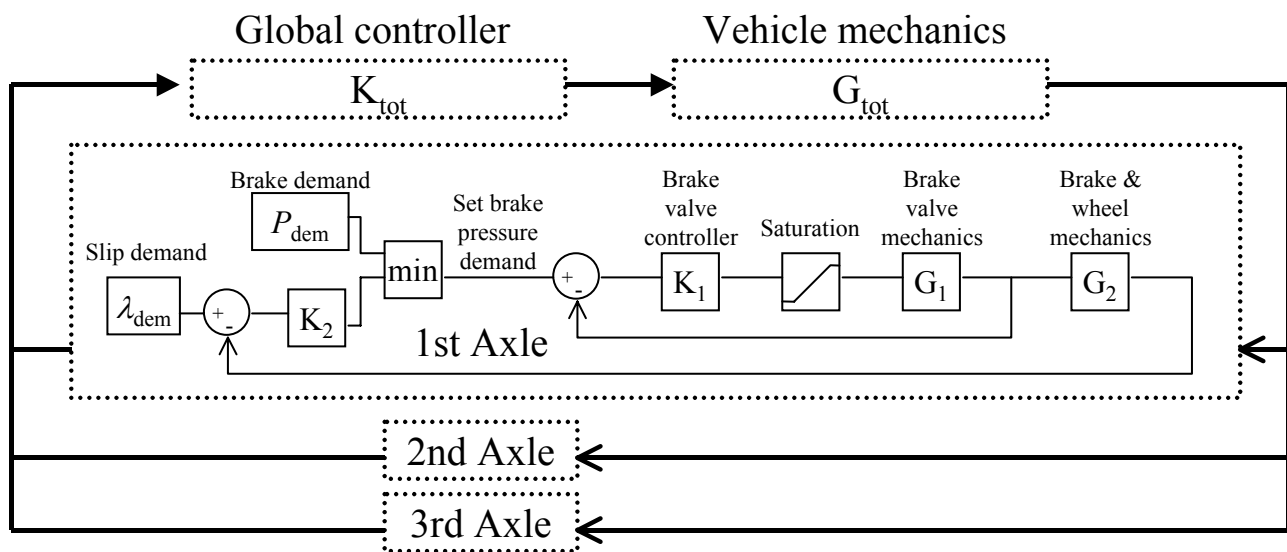 Global controller
Vehicle mechanics
K_tot
G_tot
Brake demand
P_dem
Slip demand
λ_dem
+
-
K_2
min
Set brake
pressure
demand
+
-
Brake
valve
controller
K_1
Saturation
Brake
valve
mechanics
G_1
Brake &
wheel
mechanics
G_2
1st Axle
2nd Axle
3rd Axle